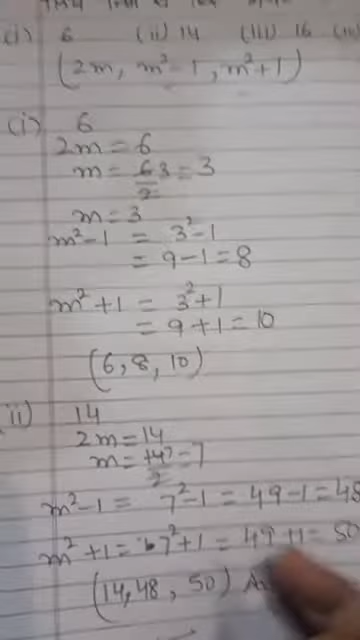 (i) 6 (ii) 14 (iii) 16
(2m, m²-1, m²+1)
(i) 6
2m = 6
m = 6/2 3 = 3
m = 3
m²-1 = 3²-1
= 9-1 = 8
m²+1 = 3²+1
= 9+1 = 10
(6, 8, 10)
ii) 14
2m = 14
m = 14/2 7 = 7
m²-1 = 7²-1 = 49-1 = 48
m²+1 = 7²+1 = 49+1 = 50
(14, 48, 50)